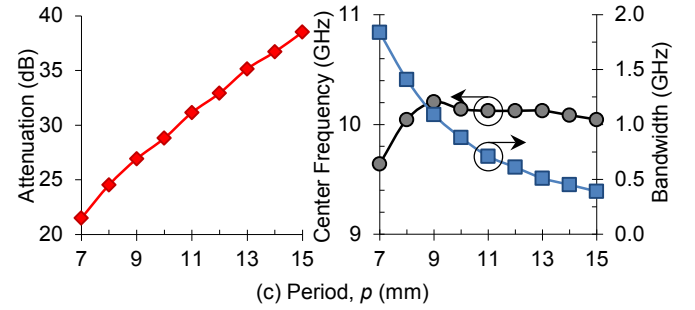 Attenuation (dB)
40
35
30
25
20
7 9 11 13 15
Center Frequency (GHz)
11
10
9
7 9 11 13 15
2.0
1.5
1.0
0.5
0.0
Bandwidth (GHz)
(c) Period, p (mm)